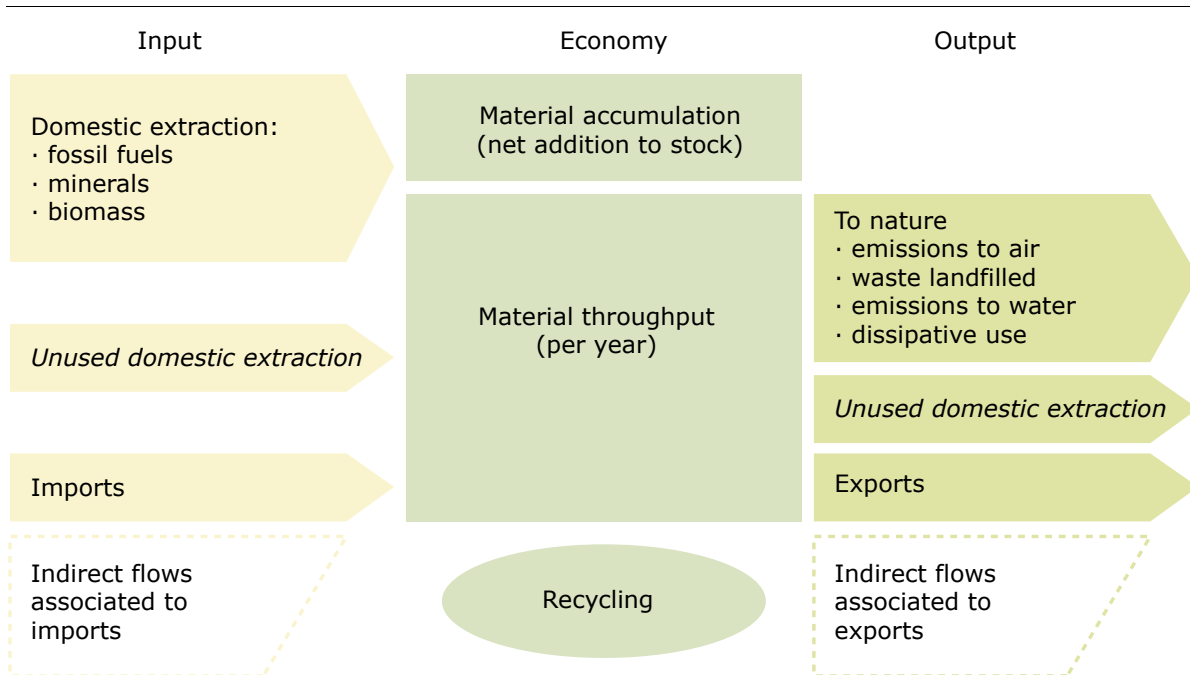 Input
Economy
Output
Domestic extraction:
· fossil fuels
· minerals
· biomass
Unused domestic extraction
Imports
Indirect flows
associated to
imports
Material accumulation
(net addition to stock)
Material throughput
(per year)
Recycling
To nature
· emissions to air
· waste landfilled
· emissions to water
· dissipative use
Unused domestic extraction
Exports
Indirect flows
associated to
exports